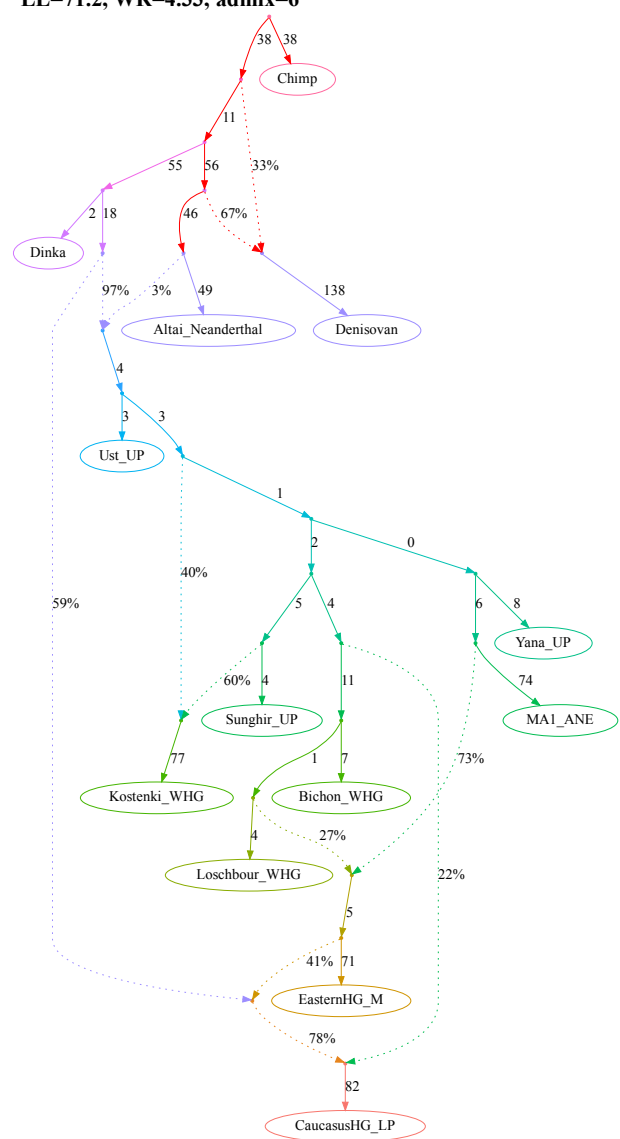 LL=71.2, WR=4.33, admix=6
38 38
Chimp
11
55 56 33%
2 18 46 67%
Dinka
97% 3% 49 138
Altai_Neanderthal Denisovan
4
3 3
Ust_UP
1
2 0
40%
59% 5 4 6 8
Yana_UP
60% 4 11 74
Sunghir_UP MA1_ANE
77 1 7 73%
Kostenki_WHG Bichon_WHG
4 27%
Loschbour_WHG 22%
5
41% 71
EasternHG_M
78%
82
CaucasusHG_LP